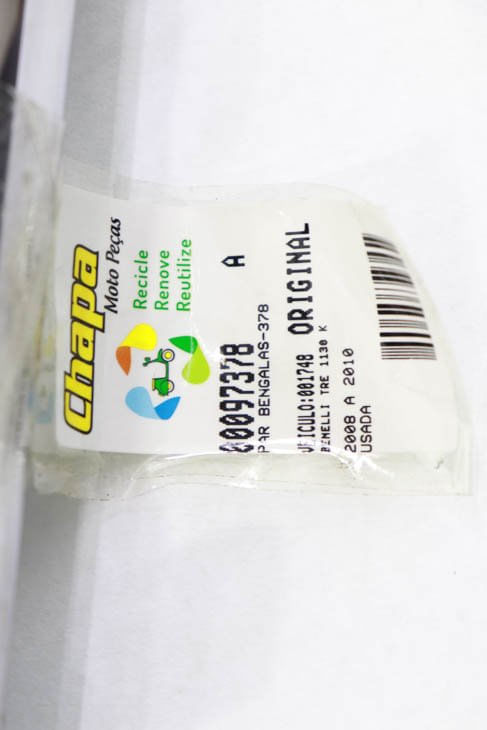 Chapa
Moto Peças
Recicle
Renove
Reutilize
00097378 A
PAR BENGALAS-378
VEICULO:001748 ORIGINAL
BENELLI TRE 1130 K
2008 A 2010
USADA